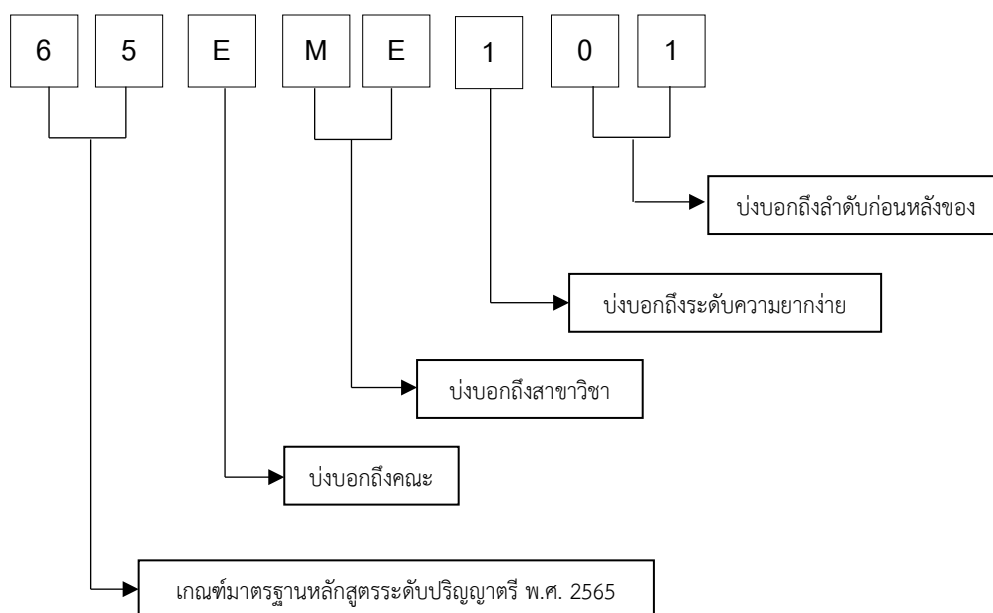 6 5 E M E 1 0 1
บ่งบอกถึงลำดับก่อนหลังของ
บ่งบอกถึงระดับความยากง่าย
บ่งบอกถึงสาขาวิชา
บ่งบอกถึงคณะ
เกณฑ์มาตรฐานหลักสูตรระดับปริญญาตรี พ.ศ. 2565